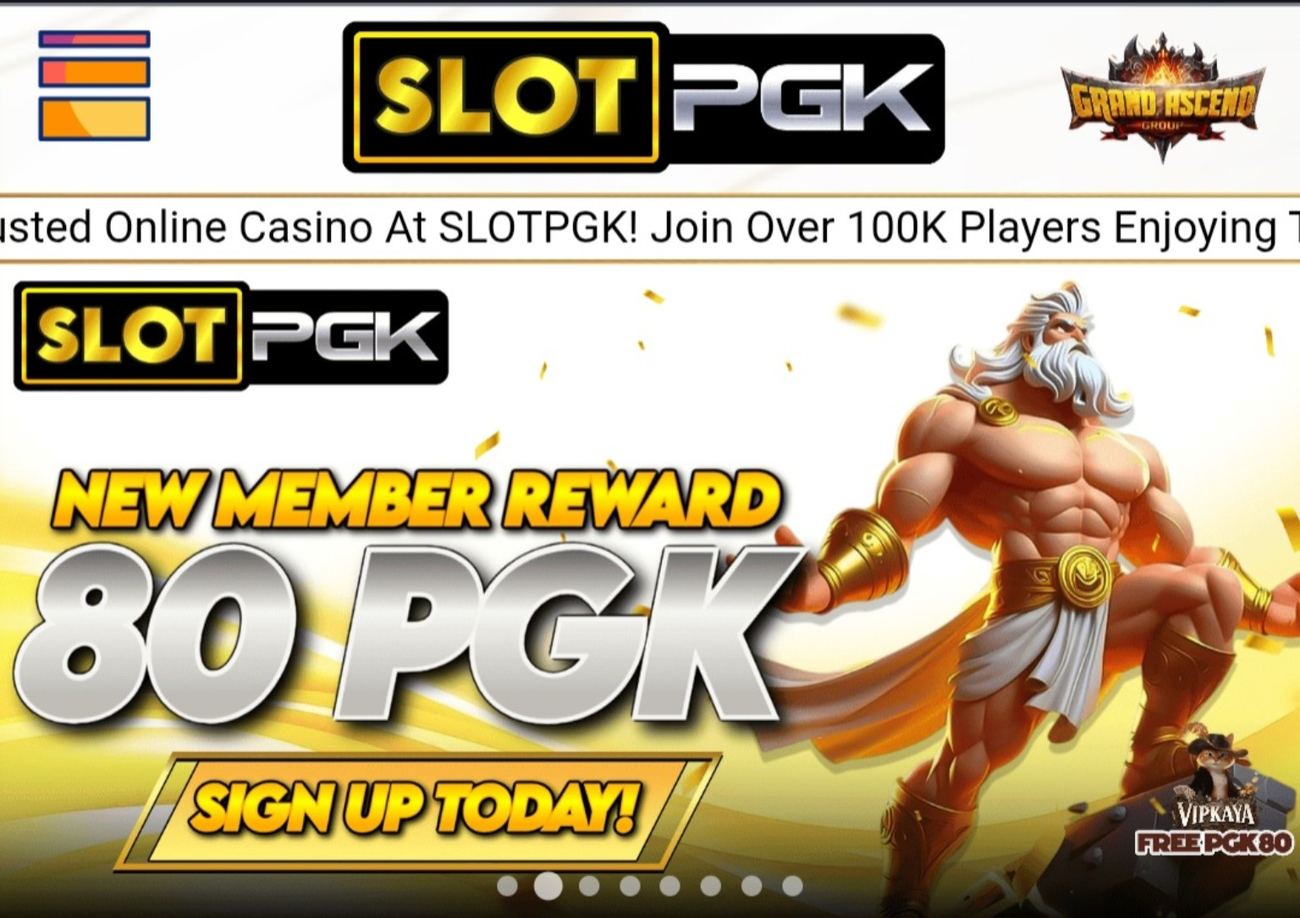 SLOTPGK
GRAND ASCEND
GROUP
usted Online Casino At SLOTPGK! Join Over 100K Players Enjoying T
SLOTPGK
NEW MEMBER REWARD
80 PGK
SIGN UP TODAY!
VIPKAYA
FREE PGK80